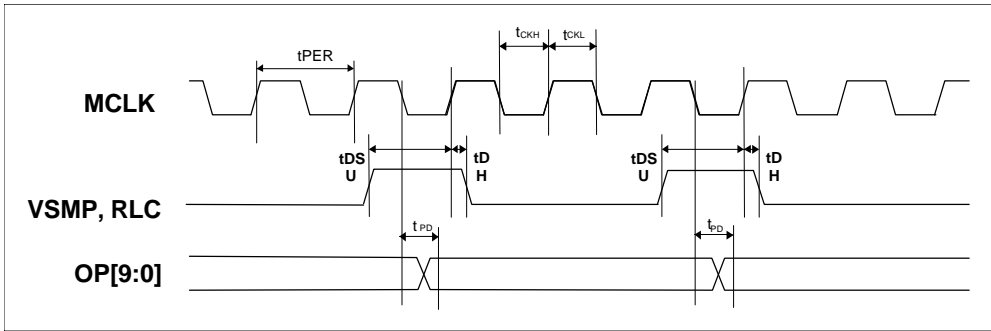 tCKH tCKL
tPER
MCLK
tDS
U
tD
H
tDS
U
tD
H
VSMP, RLC
tPD
tPD
OP[9:0]